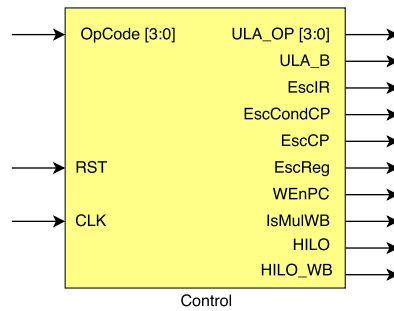 OpCode [3:0] ULA_OP [3:0]
ULA_B
EscIR
EscCondCP
EscCP
RST EscReg
WEnPC
CLK IsMulWB
HILO
HILO_WB
Control